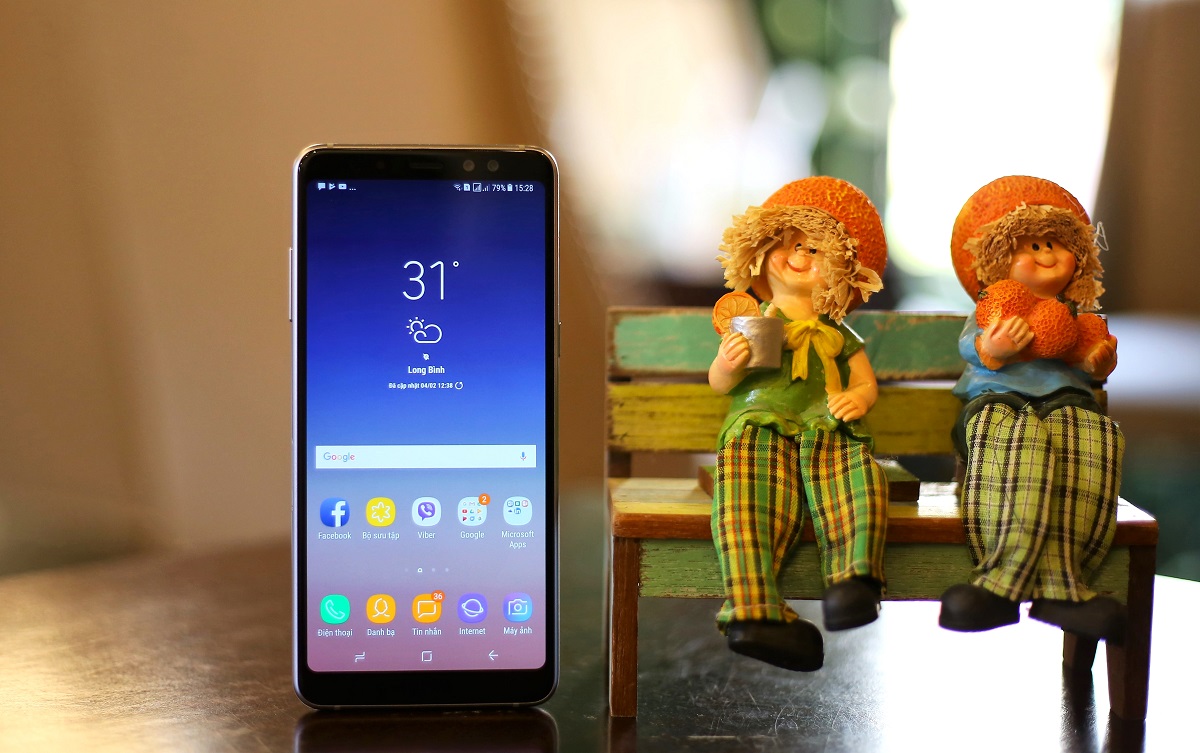 79% 15:28
31°
Long Bình
Đã cập nhật 04/02 12:38
Google
2
Facebook
Bộ sưu tập
Viber
Google
Microsoft
Apps
36
Điện thoại
Danh bạ
Tin nhắn
Internet
Máy ảnh